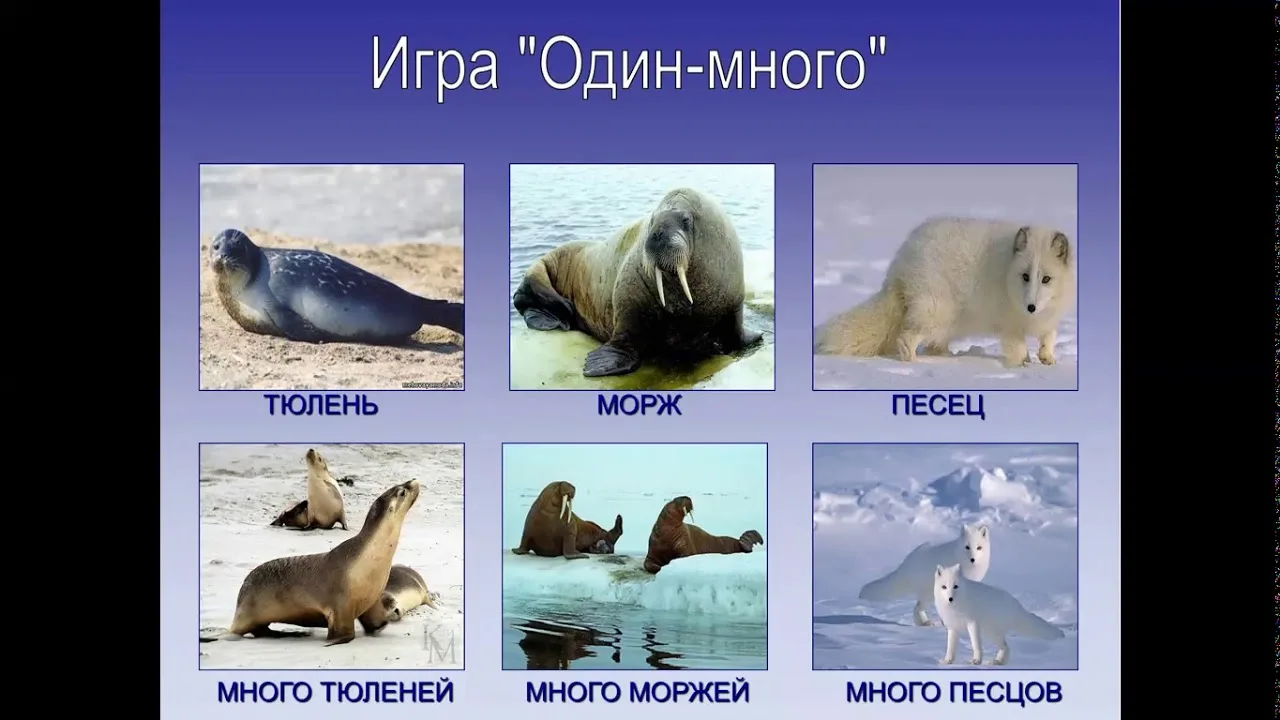 Игра "Один-много"
ТЮЛЕНЬ
МОРЖ
ПЕСЕЦ
МНОГО ТЮЛЕНЕЙ
МНОГО МОРЖЕЙ
МНОГО ПЕСЦОВ